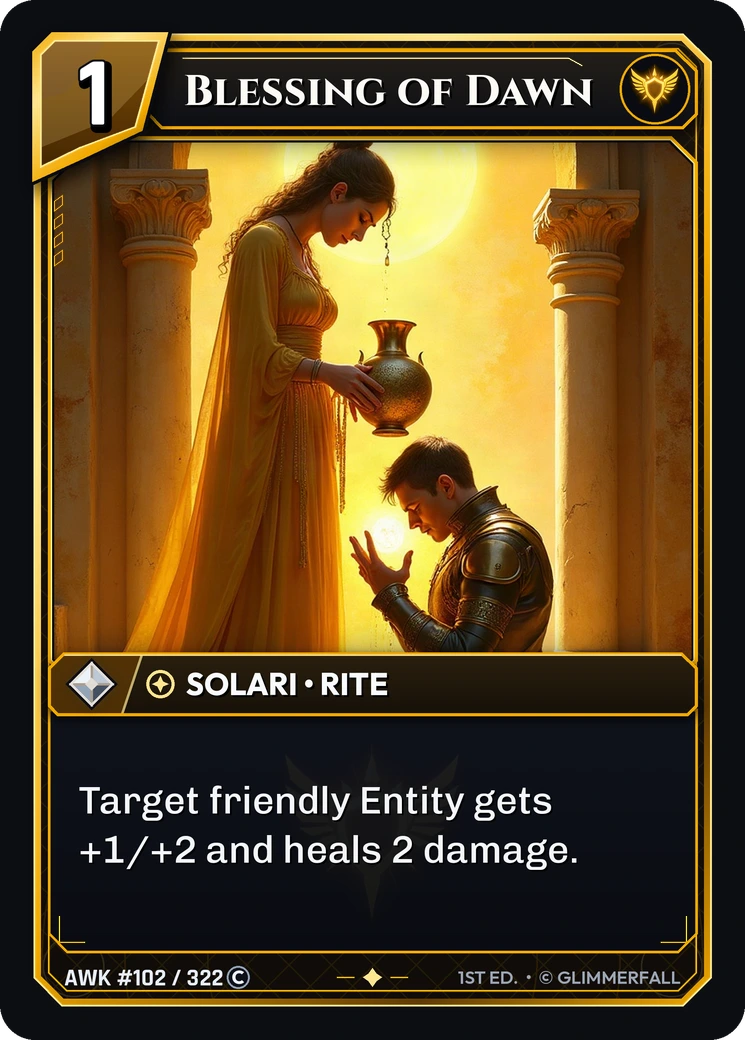 1
BLESSING OF DAWN
SOLARI • RITE
Target friendly Entity gets
+1/+2 and heals 2 damage.
AWK #102 / 322 Ⓒ
1ST ED. • © GLIMMERFALL